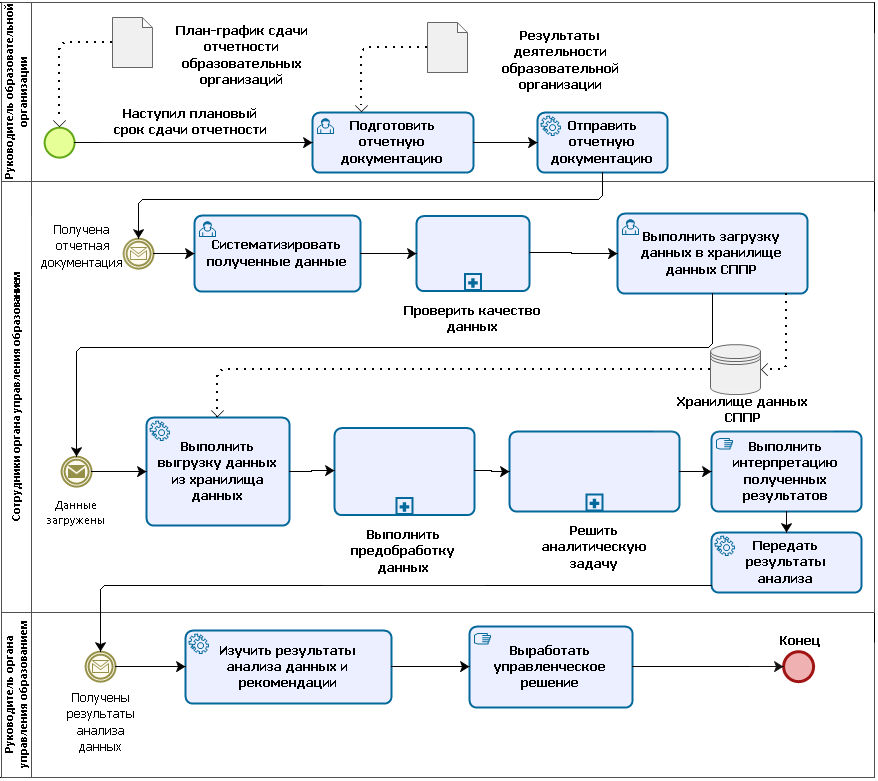 Руководитель образовательной
организации
План-график сдачи
отчетности
образовательных
организаций
Результаты
деятельности
образовательной
организации
Наступил плановый
срок сдачи отчетности
Подготовить
отчетную
документацию
Отправить
отчетную
документацию
Сотрудники органа управления образованием
Получена
отчетная
документация
Систематизировать
полученные данные
Проверить качество
данных
Выполнить загрузку
данных в хранилище
данных СППР
Хранилище данных
СППР
Данные
загружены
Выполнить
выгрузку данных
из хранилища
данных
Выполнить
предобработку
данных
Решить
аналитическую
задачу
Выполнить
интерпретацию
полученных
результатов
Передать
результаты
анализа
Руководитель органа
управления образованием
Получены
результаты
анализа
данных
Изучить результаты
анализа данных и
рекомендации
Выработать
управленческое
решение
Конец